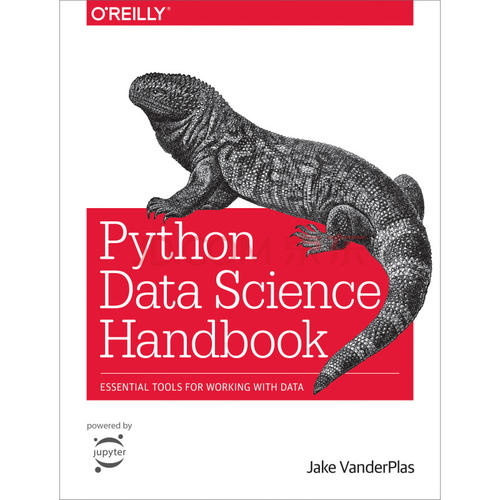 O'REILLY®
Python
Data Science
Handbook
ESSENTIAL TOOLS FOR WORKING WITH DATA
powered by
jupyter
Jake VanderPlas